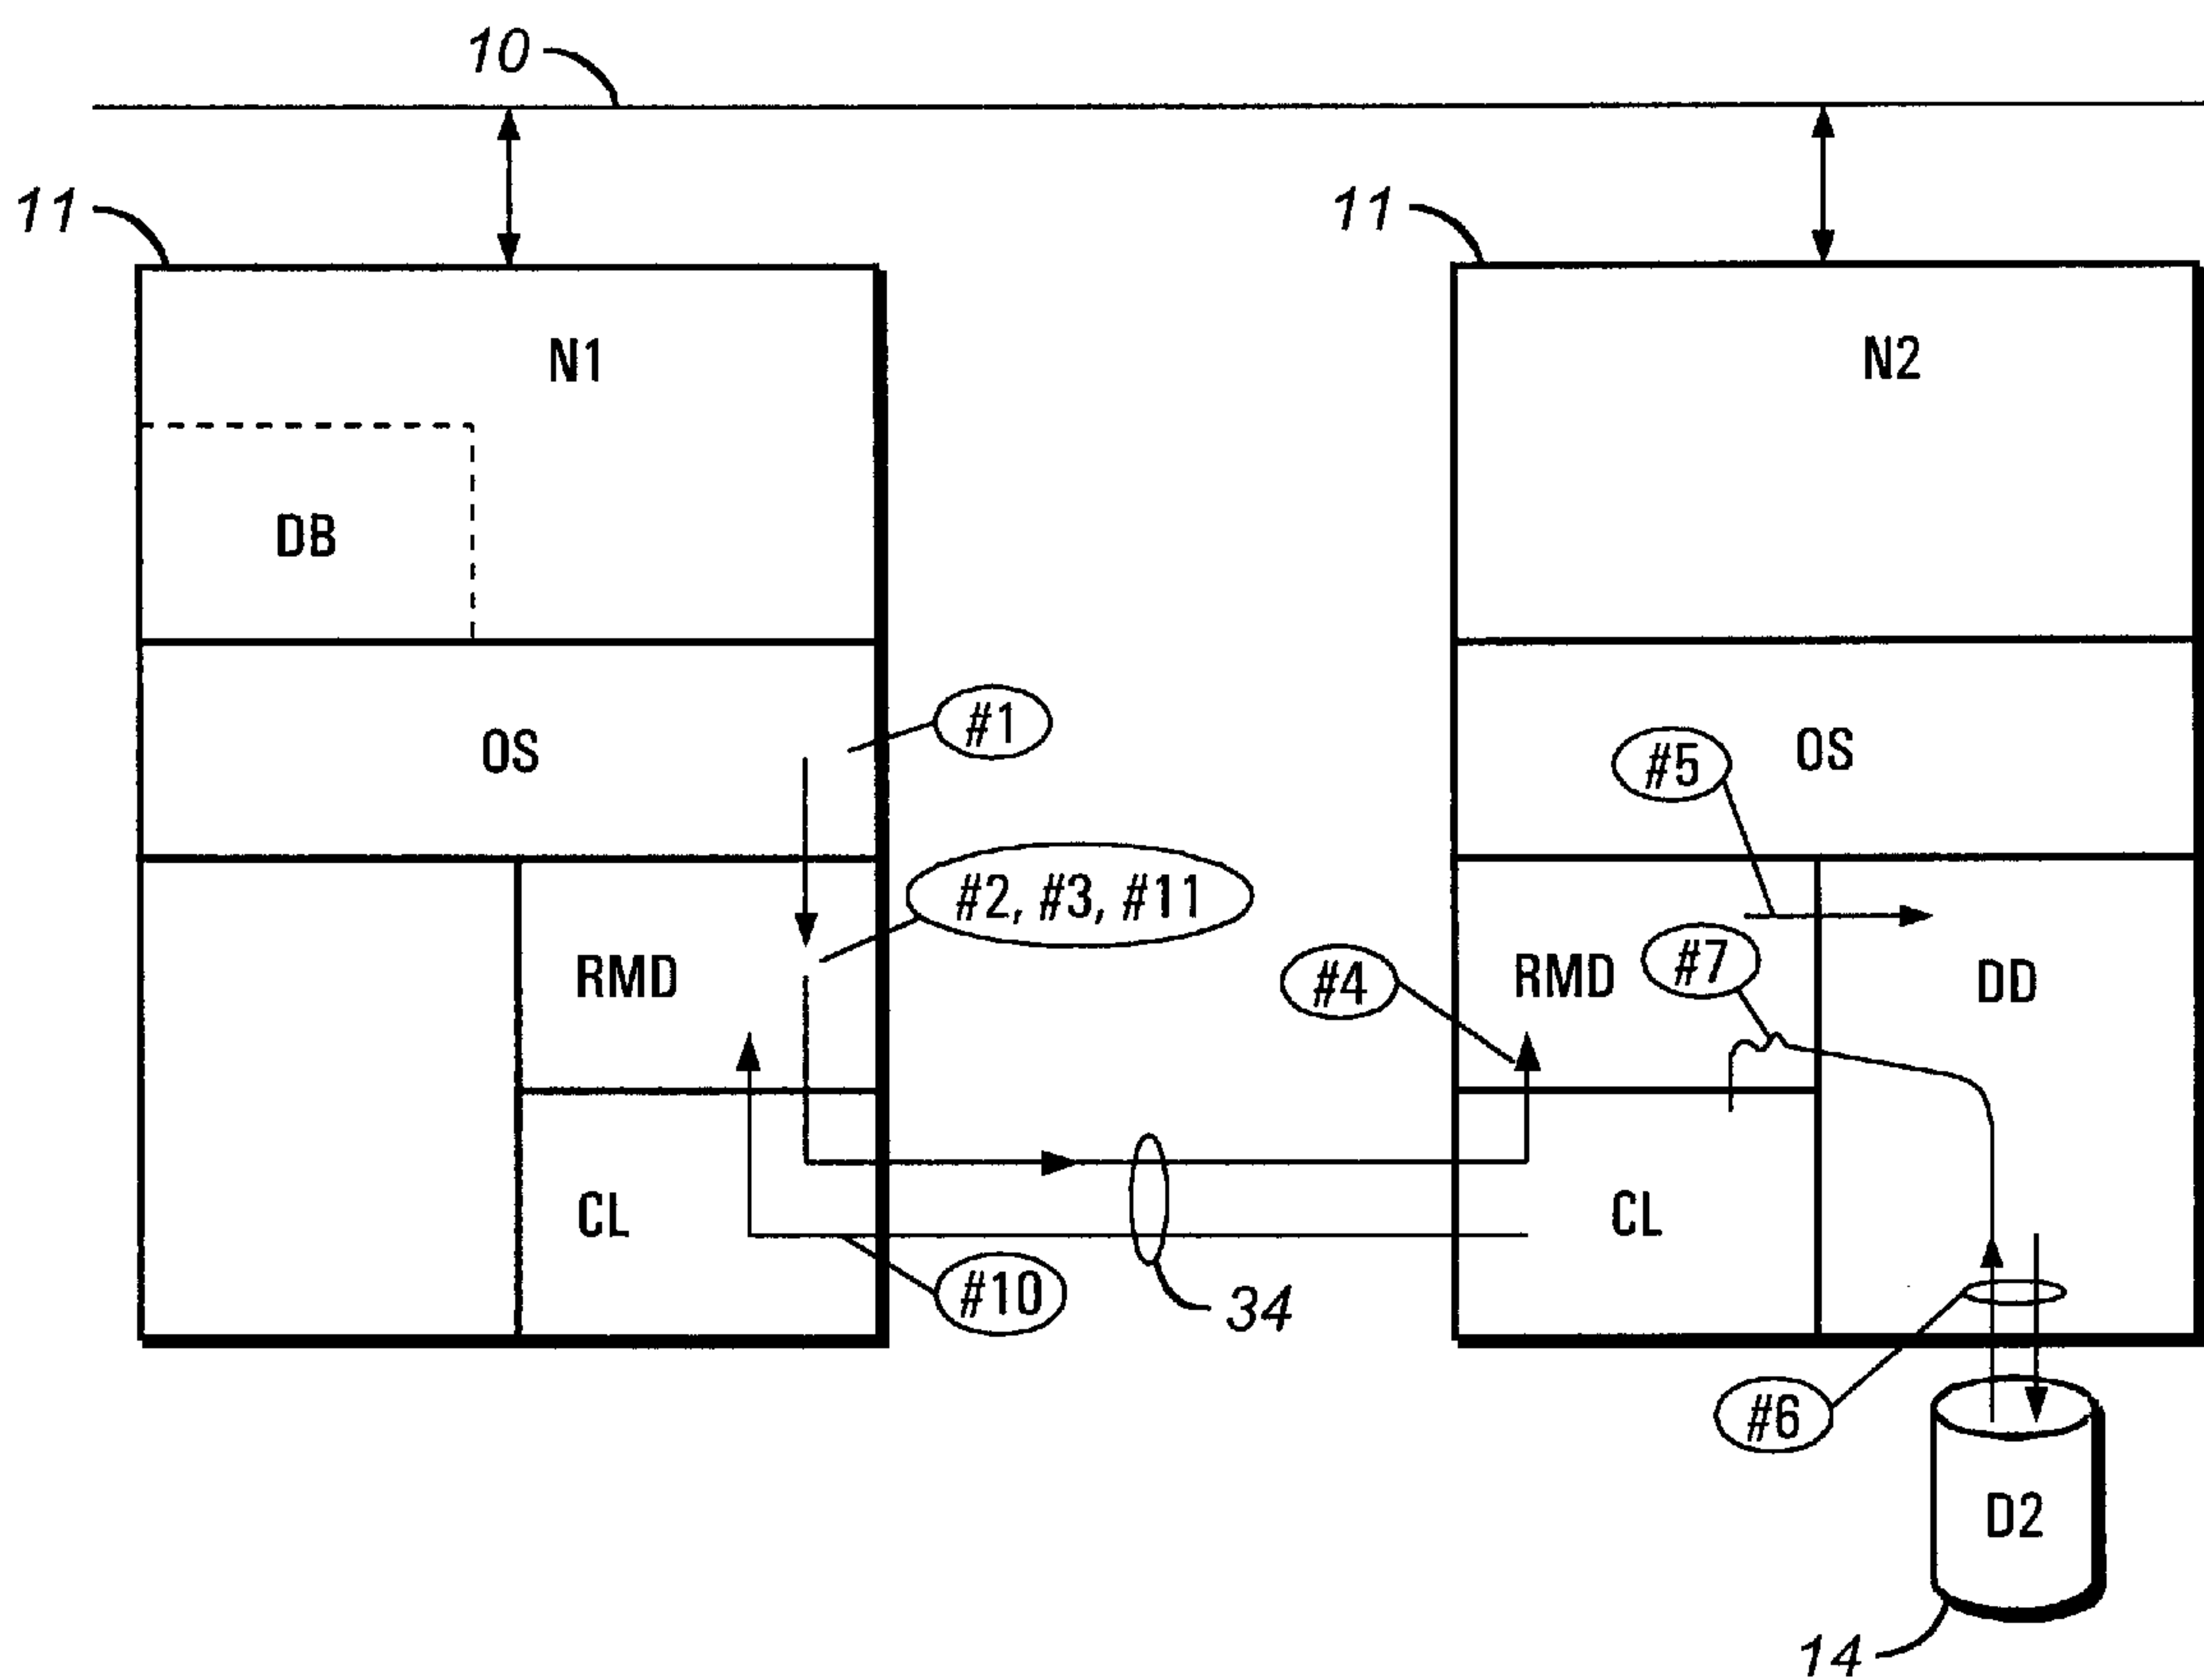 10
11
11
N1
N2
DB
OS
#1
OS
#5
#2, #3, #11
RMD
#4
RMD
#7
DD
CL
CL
#10
34
#6
D2
14